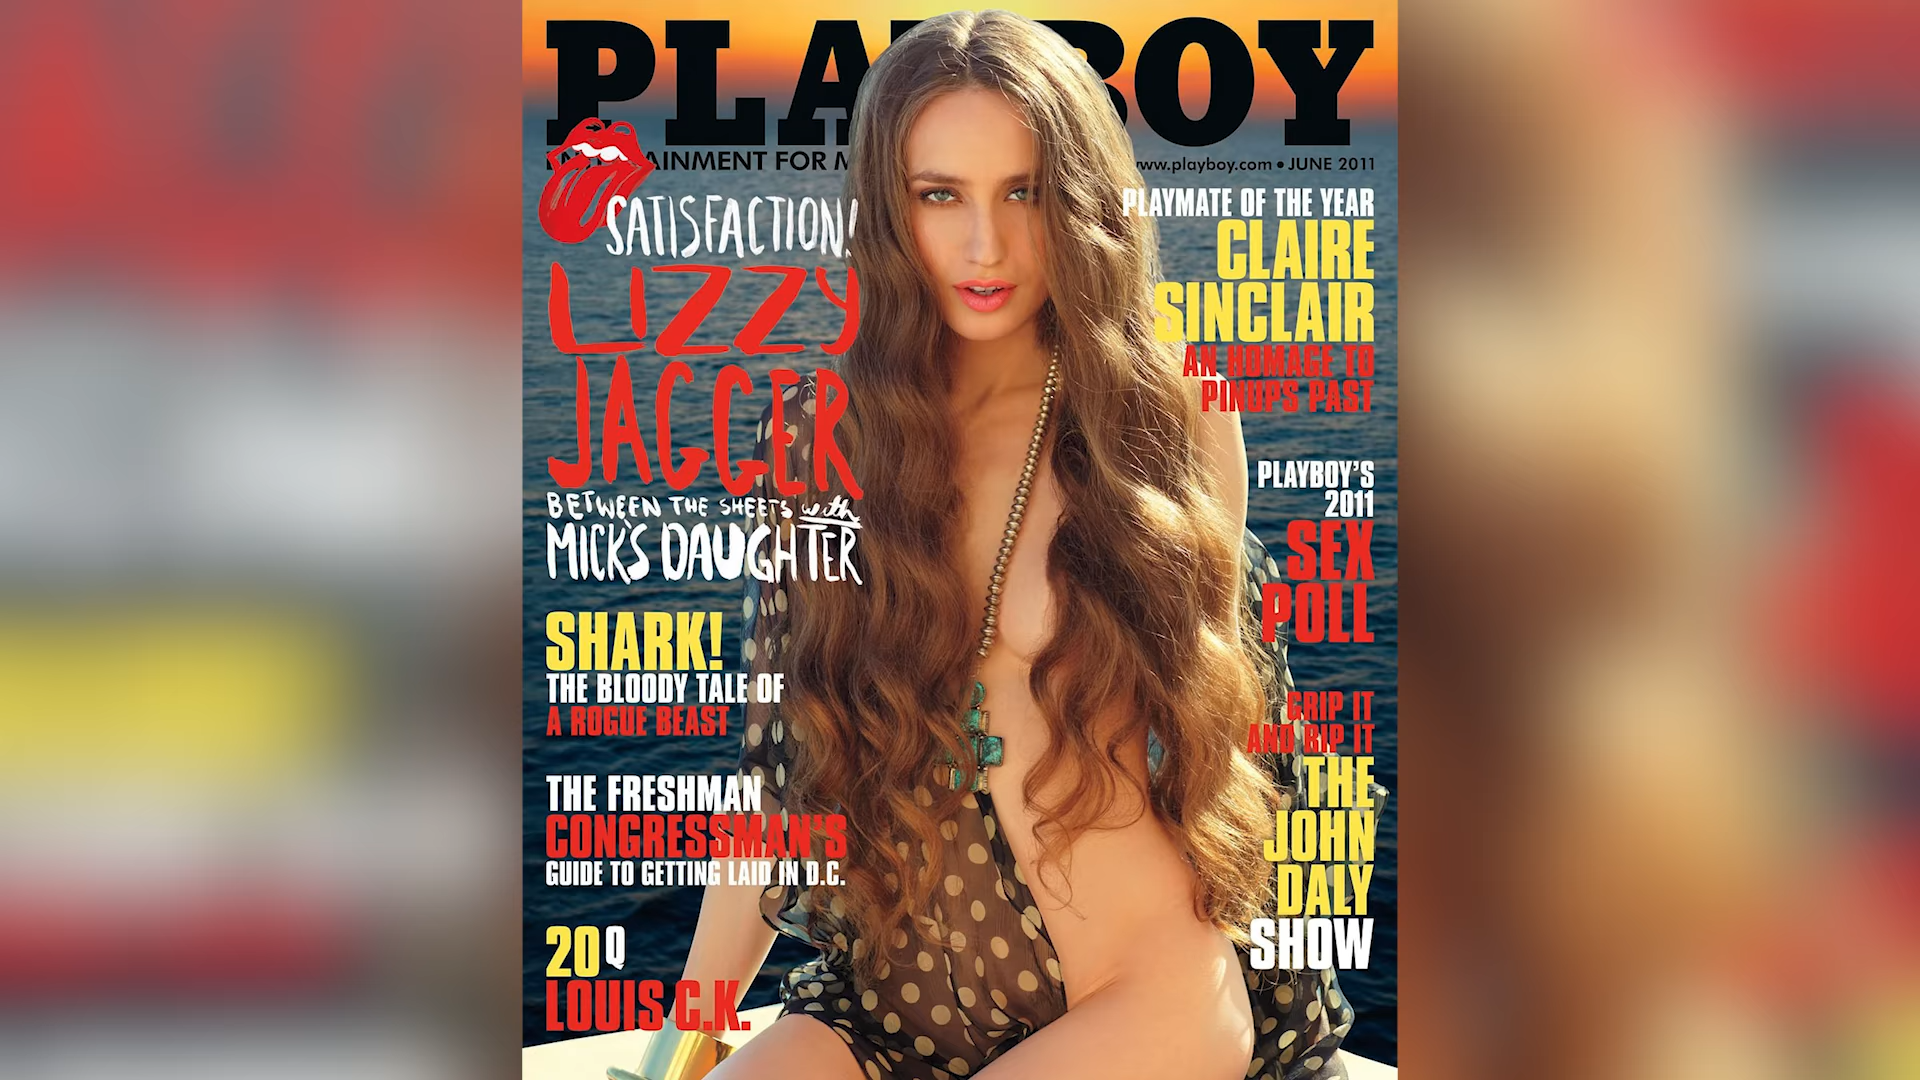 PLAYBOY
ENTERTAINMENT FOR M
www.playboy.com • JUNE 2011
SATISFACTION!
LIZZY
JAGGER
BETWEEN THE SHEETS with
MICK'S DAUGHTER
SHARK!
THE BLOODY TALE OF
A ROGUE BEAST
THE FRESHMAN
CONGRESSMAN'S
GUIDE TO GETTING LAID IN D.C.
20Q
LOUIS C.K.
PLAYMATE OF THE YEAR
CLAIRE
SINCLAIR
AN HOMAGE TO
PINUPS PAST
PLAYBOY'S
2011
SEX
POLL
GRIP IT
AND RIP IT
THE
JOHN
DALY
SHOW